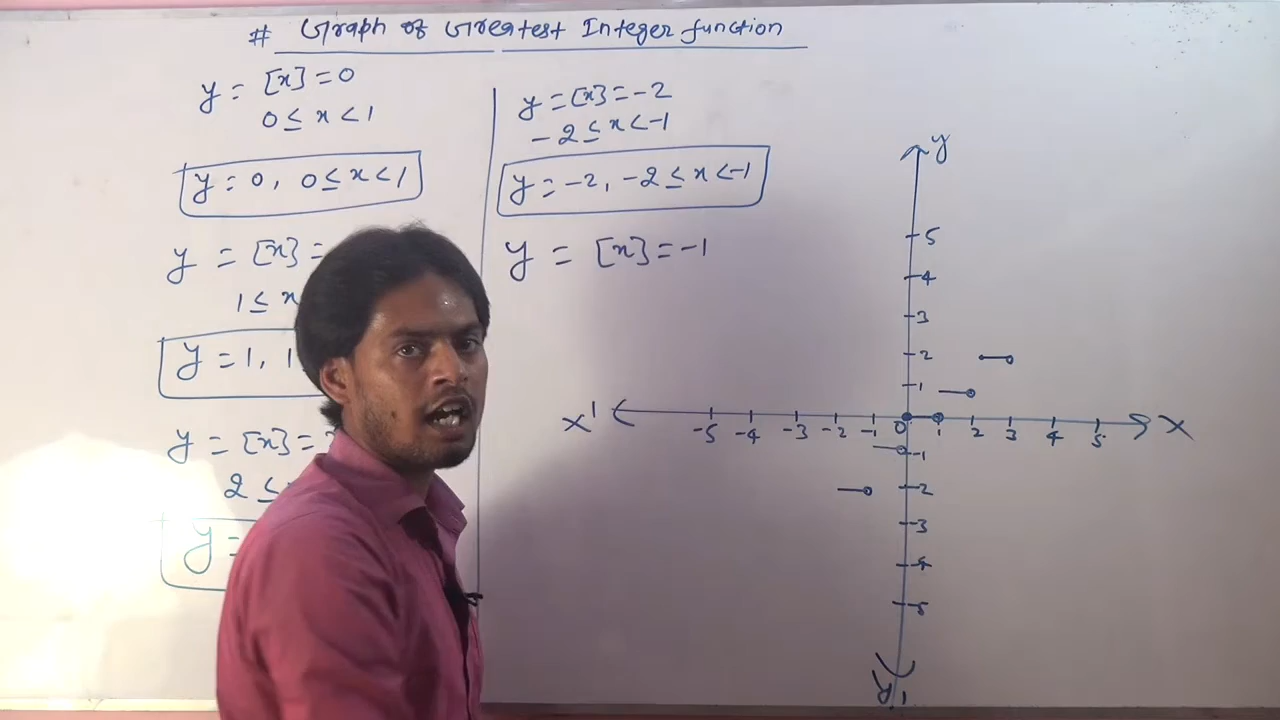 # Graph of Greatest Integer function
y = [x] = 0
0 ≤ x < 1
y = 0, 0 ≤ x < 1
y = [x] =
1 ≤ x
y = 1, 1
y = [x] =
2 ≤
y =
y = [x] = -2
-2 ≤ x < -1
y = -2, -2 ≤ x < -1
y = [x] = -1
y
5
4
3
2
1
X' -5 -4 -3 -2 -1 0 1 2 3 4 5 X
-1
-2
-3
-4
-5
y'